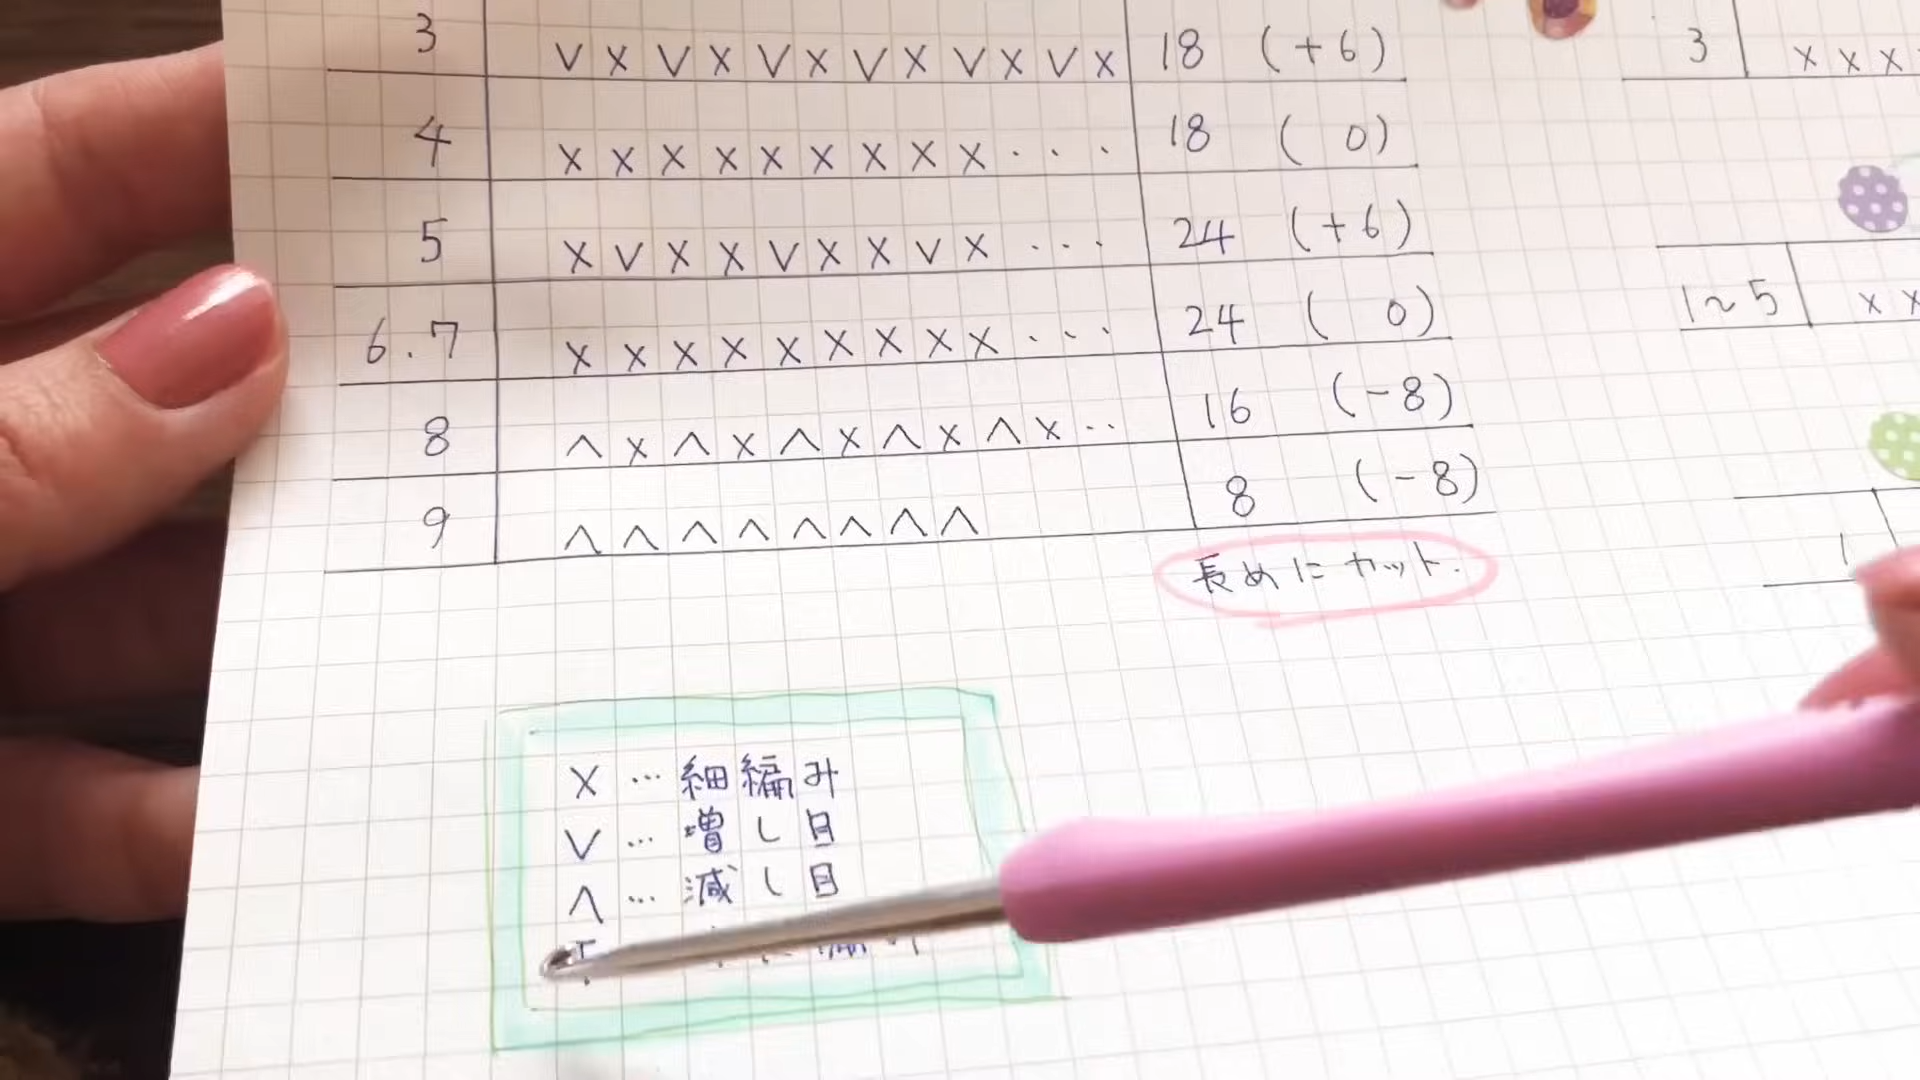 3 V X V X V X V X V X V X 18 (+6)
4 X X X X X X X X X ・・・ 18 ( 0)
5 X V X X V X X V X ・・・ 24 (+6)
6.7 X X X X X X X X X ・・・ 24 ( 0)
8 Λ X Λ X Λ X Λ X Λ X ・・ 16 (-8)
9 Λ Λ Λ Λ Λ Λ Λ Λ 8 (-8)
長めにカット.
X … 細編み
V … 増し目
Λ … 減し目
3 X X X
1~5 X X
1